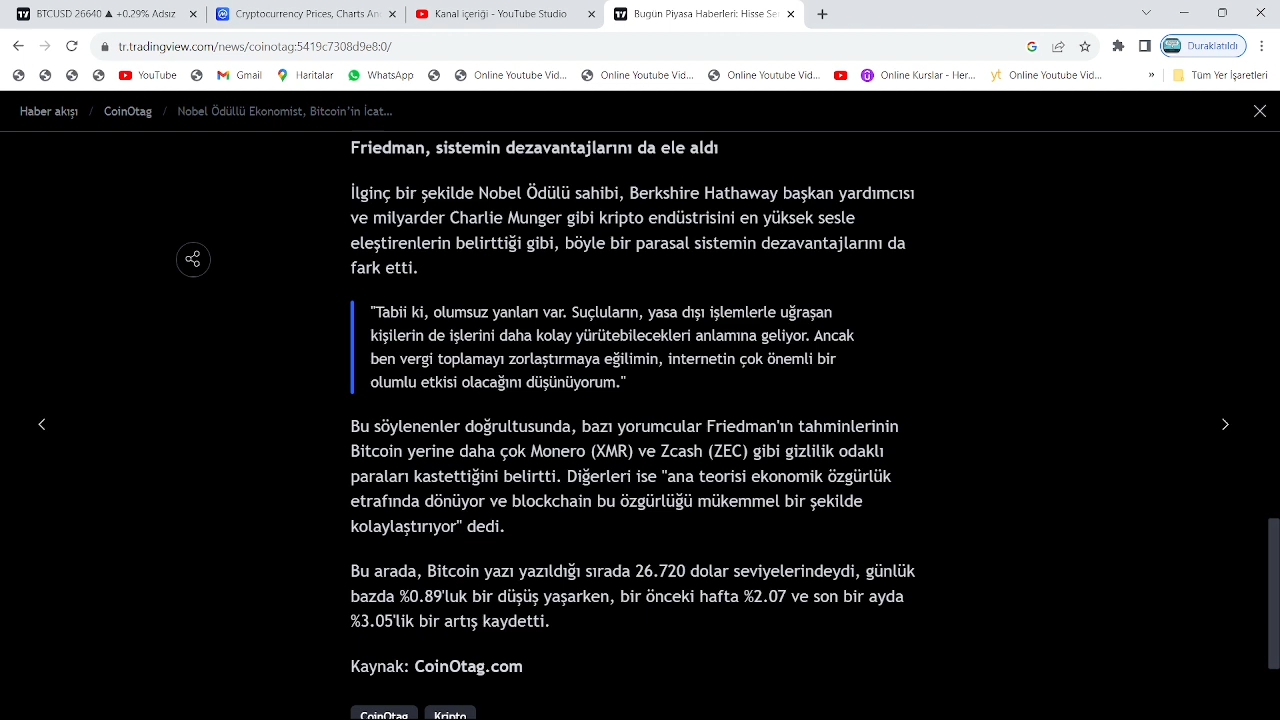 BTCUSD 26640 ▲ +0.29% Adsız
Cryptocurrency Prices, Charts An
Kanal içeriği - YouTube Studio
Bugün Piyasa Haberleri: Hisse Se
tr.tradingview.com/news/coinotag:5419c7308d9e8:0/
Duraklatıldı
YouTube Gmail Haritalar WhatsApp Online Youtube Vid... Online Youtube Vid... Online Youtube Vid... Online Kurslar - Her... yt Online Youtube Vid... » Tüm Yer İşaretleri
Haber akışı / CoinOtag / Nobel Ödüllü Ekonomist, Bitcoin'in İcat...
Friedman, sistemin dezavantajlarını da ele aldı
İlginç bir şekilde Nobel Ödülü sahibi, Berkshire Hathaway başkan yardımcısı
ve milyarder Charlie Munger gibi kripto endüstrisini en yüksek sesle
eleştirenlerin belirttiği gibi, böyle bir parasal sistemin dezavantajlarını da
fark etti.
"Tabii ki, olumsuz yanları var. Suçluların, yasa dışı işlemlerle uğraşan
kişilerin de işlerini daha kolay yürütebilecekleri anlamına geliyor. Ancak
ben vergi toplamayı zorlaştırmaya eğilimin, internetin çok önemli bir
olumlu etkisi olacağını düşünüyorum."
Bu söylenenler doğrultusunda, bazı yorumcular Friedman'ın tahminlerinin
Bitcoin yerine daha çok Monero (XMR) ve Zcash (ZEC) gibi gizlilik odaklı
paraları kastettiğini belirtti. Diğerleri ise "ana teorisi ekonomik özgürlük
etrafında dönüyor ve blockchain bu özgürlüğü mükemmel bir şekilde
kolaylaştırıyor" dedi.
Bu arada, Bitcoin yazı yazıldığı sırada 26.720 dolar seviyelerindeydi, günlük
bazda %0.89'luk bir düşüş yaşarken, bir önceki hafta %2.07 ve son bir ayda
%3.05'lik bir artış kaydetti.
Kaynak: CoinOtag.com
CoinOtag Kripto